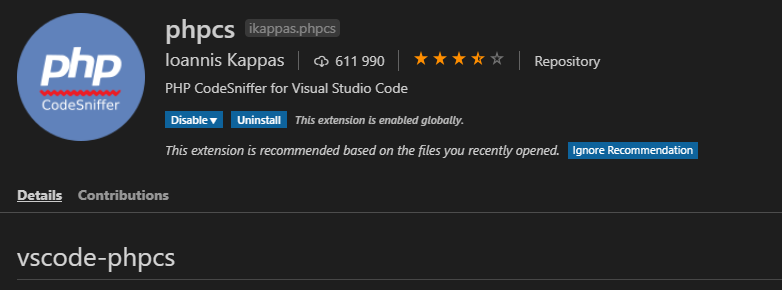 php
CodeSniffer
phpcs ikappas.phpcs
Ioannis Kappas 611 990 Repository
PHP CodeSniffer for Visual Studio Code
Disable Uninstall This extension is enabled globally.
This extension is recommended based on the files you recently opened. Ignore Recommendation
Details Contributions
vscode-phpcs